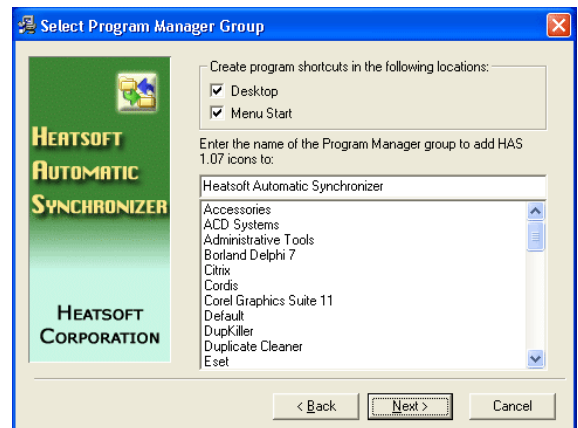 Select Program Manager Group
HEATSOFT
AUTOMATIC
SYNCHRONIZER
HEATSOFT
CORPORATION
Create program shortcuts in the following locations:
Desktop
Menu Start
Enter the name of the Program Manager group to add HAS
1.07 icons to:
Heatsoft Automatic Synchronizer
Accessories
ACD Systems
Administrative Tools
Borland Delphi 7
Citrix
Cordis
Corel Graphics Suite 11
Default
DupKiller
Duplicate Cleaner
Eset
< Back
Next >
Cancel